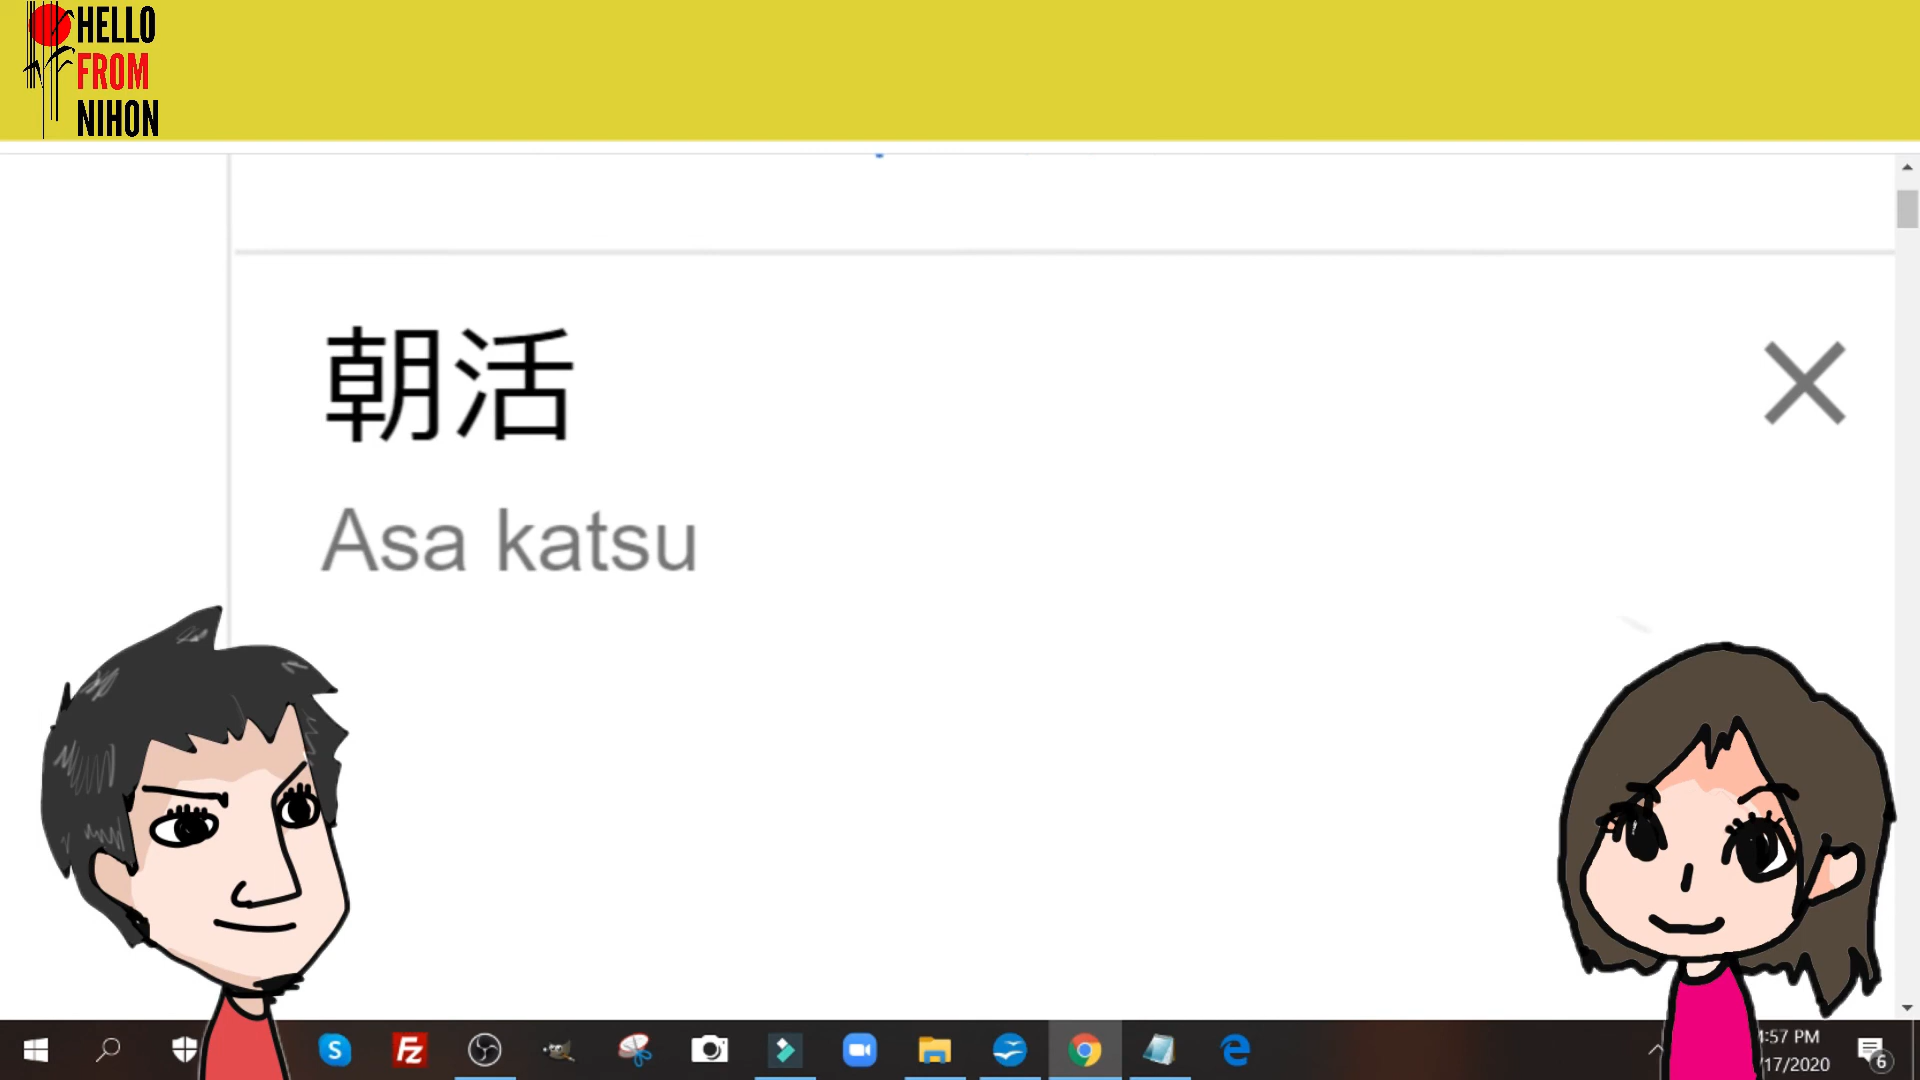 HELLO
FROM
NIHON
朝活
Asa katsu
:57 PM
/17/2020
6